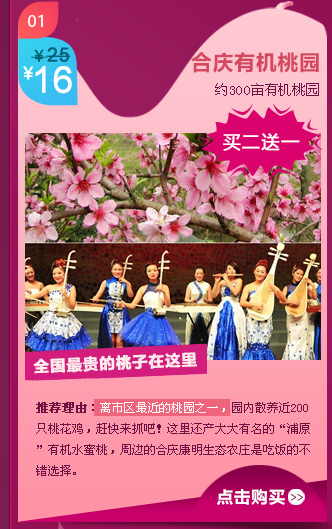 01
¥25
¥16
合庆有机桃园
约300亩有机桃园
买二送一
全国最贵的桃子在这里
推荐理由：离市区最近的桃园之一，园内散养近200
只桃花鸡，赶快来抓吧！这里还产大大有名的“浦原
”有机水蜜桃，周边的合庆康明生态农庄是吃饭的不
错选择。
点击购买